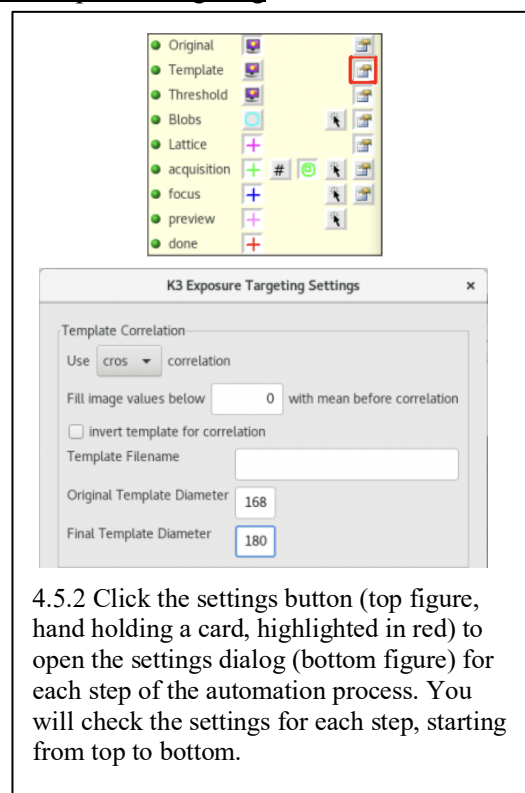 Original
Template
Threshold
Blobs
Lattice
acquisition #
focus
preview
done
K3 Exposure Targeting Settings ×
Template Correlation
Use cros correlation
Fill image values below 0 with mean before correlation
invert template for correlation
Template Filename
Original Template Diameter 168
Final Template Diameter 180
4.5.2 Click the settings button (top figure,
hand holding a card, highlighted in red) to
open the settings dialog (bottom figure) for
each step of the automation process. You
will check the settings for each step, starting
from top to bottom.